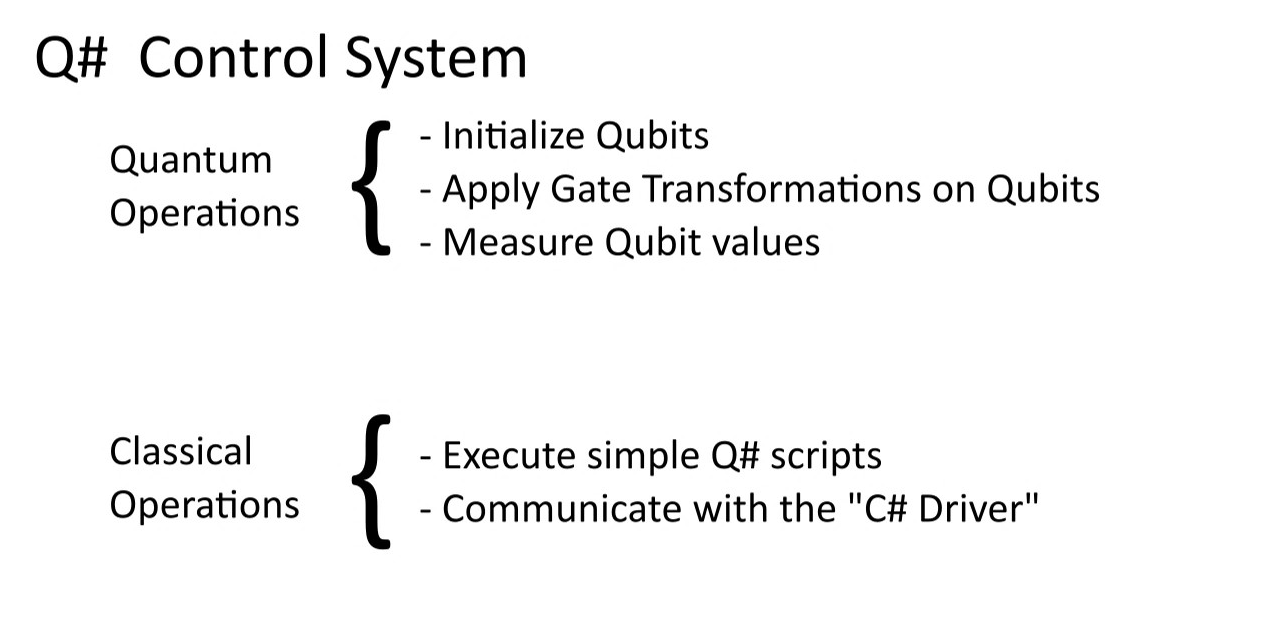 Q# Control System
Quantum
Operations
{
- Initialize Qubits
- Apply Gate Transformations on Qubits
- Measure Qubit values
Classical
Operations
{
- Execute simple Q# scripts
- Communicate with the "C# Driver"